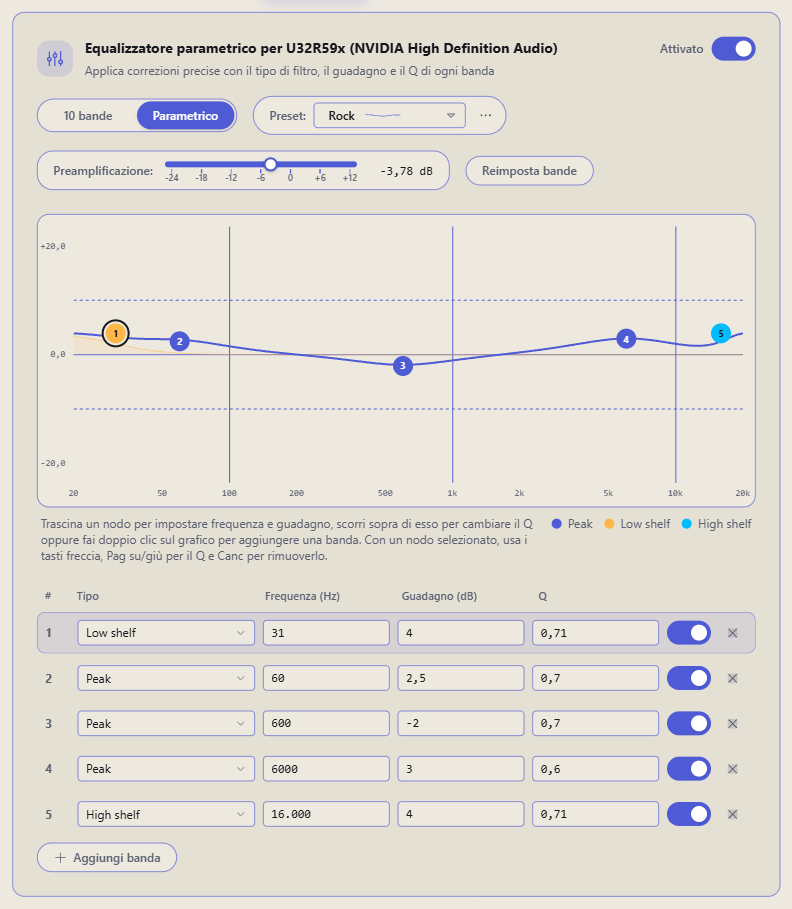 Equalizzatore parametrico per U32R59x (NVIDIA High Definition Audio)
Attivato
Applica correzioni precise con il tipo di filtro, il guadagno e il Q di ogni banda
10 bande
Parametrico
Preset:
Rock
...
Preamplificazione:
-24 -18 -12 -6 0 +6 +12
-3,78 dB
Reimposta bande
+20,0
0,0
-20,0
1
2
3
4
5
20 50 100 200 500 1k 2k 5k 10k 20k
Trascina un nodo per impostare frequenza e guadagno, scorri sopra di esso per cambiare il Q
oppure fai doppio clic sul grafico per aggiungere una banda. Con un nodo selezionato, usa i
tasti freccia, Pag su/giù per il Q e Canc per rimuoverlo.
Peak Low shelf High shelf
# Tipo Frequenza (Hz) Guadagno (dB) Q
1 Low shelf 31 4 0,71
2 Peak 60 2,5 0,7
3 Peak 600 -2 0,7
4 Peak 6000 3 0,6
5 High shelf 16.000 4 0,71
+ Aggiungi banda